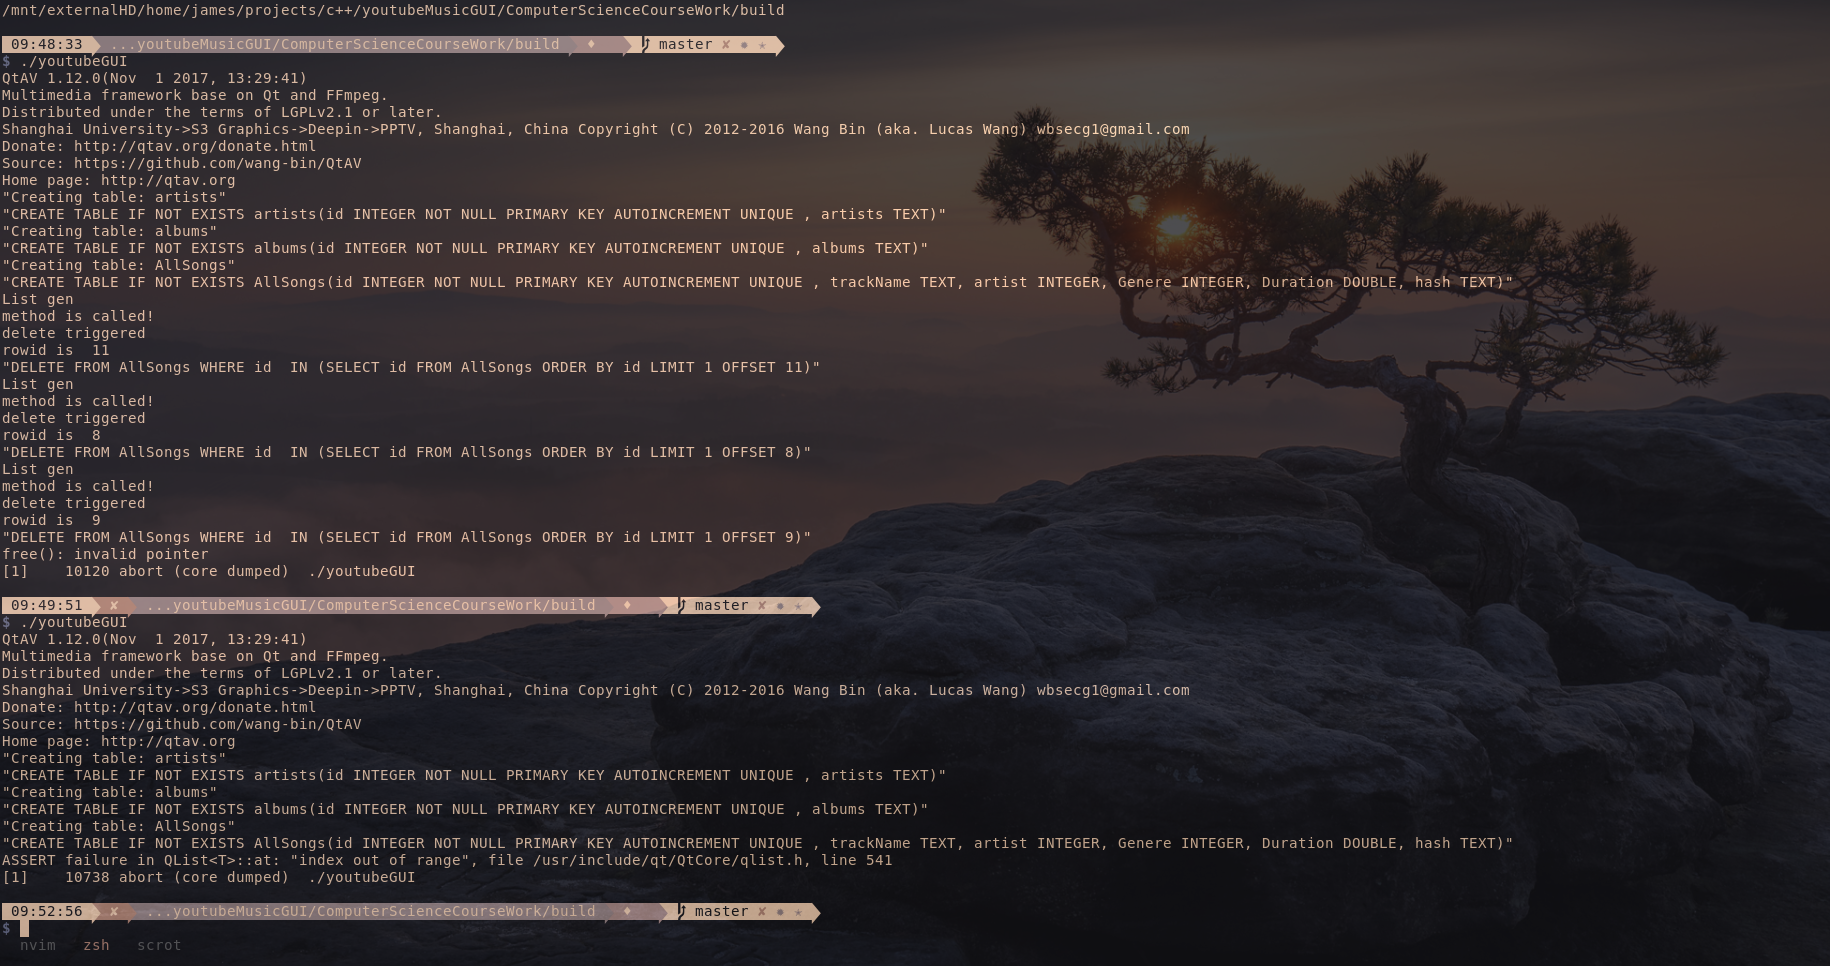 /mnt/externalHD/home/james/projects/c++/youtubeMusicGUI/ComputerScienceCourseWork/build
09:48:33 ...youtubeMusicGUI/ComputerScienceCourseWork/build ♦ master ✘ ✹ ★
$ ./youtubeGUI
QtAV 1.12.0(Nov  1 2017, 13:29:41)
Multimedia framework base on Qt and FFmpeg.
Distributed under the terms of LGPLv2.1 or later.
Shanghai University->S3 Graphics->Deepin->PPTV, Shanghai, China Copyright (C) 2012-2016 Wang Bin (aka. Lucas Wang) wbsecg1@gmail.com
Donate: http://qtav.org/donate.html
Source: https://github.com/wang-bin/QtAV
Home page: http://qtav.org
"Creating table: artists"
"CREATE TABLE IF NOT EXISTS artists(id INTEGER NOT NULL PRIMARY KEY AUTOINCREMENT UNIQUE , artists TEXT)"
"Creating table: albums"
"CREATE TABLE IF NOT EXISTS albums(id INTEGER NOT NULL PRIMARY KEY AUTOINCREMENT UNIQUE , albums TEXT)"
"Creating table: AllSongs"
"CREATE TABLE IF NOT EXISTS AllSongs(id INTEGER NOT NULL PRIMARY KEY AUTOINCREMENT UNIQUE , trackName TEXT, artist INTEGER, Genere INTEGER, Duration DOUBLE, hash TEXT)"
List gen
method is called!
delete triggered
rowid is  11
"DELETE FROM AllSongs WHERE id  IN (SELECT id FROM AllSongs ORDER BY id LIMIT 1 OFFSET 11)"
List gen
method is called!
delete triggered
rowid is  8
"DELETE FROM AllSongs WHERE id  IN (SELECT id FROM AllSongs ORDER BY id LIMIT 1 OFFSET 8)"
List gen
method is called!
delete triggered
rowid is  9
"DELETE FROM AllSongs WHERE id  IN (SELECT id FROM AllSongs ORDER BY id LIMIT 1 OFFSET 9)"
free(): invalid pointer
[1]    10120 abort (core dumped)  ./youtubeGUI
09:49:51 ✘ ...youtubeMusicGUI/ComputerScienceCourseWork/build ♦ master ✘ ✹ ★
$ ./youtubeGUI
QtAV 1.12.0(Nov  1 2017, 13:29:41)
Multimedia framework base on Qt and FFmpeg.
Distributed under the terms of LGPLv2.1 or later.
Shanghai University->S3 Graphics->Deepin->PPTV, Shanghai, China Copyright (C) 2012-2016 Wang Bin (aka. Lucas Wang) wbsecg1@gmail.com
Donate: http://qtav.org/donate.html
Source: https://github.com/wang-bin/QtAV
Home page: http://qtav.org
"Creating table: artists"
"CREATE TABLE IF NOT EXISTS artists(id INTEGER NOT NULL PRIMARY KEY AUTOINCREMENT UNIQUE , artists TEXT)"
"Creating table: albums"
"CREATE TABLE IF NOT EXISTS albums(id INTEGER NOT NULL PRIMARY KEY AUTOINCREMENT UNIQUE , albums TEXT)"
"Creating table: AllSongs"
"CREATE TABLE IF NOT EXISTS AllSongs(id INTEGER NOT NULL PRIMARY KEY AUTOINCREMENT UNIQUE , trackName TEXT, artist INTEGER, Genere INTEGER, Duration DOUBLE, hash TEXT)"
ASSERT failure in QList<T>::at: "index out of range", file /usr/include/qt/QtCore/qlist.h, line 541
[1]    10738 abort (core dumped)  ./youtubeGUI
09:52:56 ✘ ...youtubeMusicGUI/ComputerScienceCourseWork/build ♦ master ✘ ✹ ★
$
nvim zsh scrot